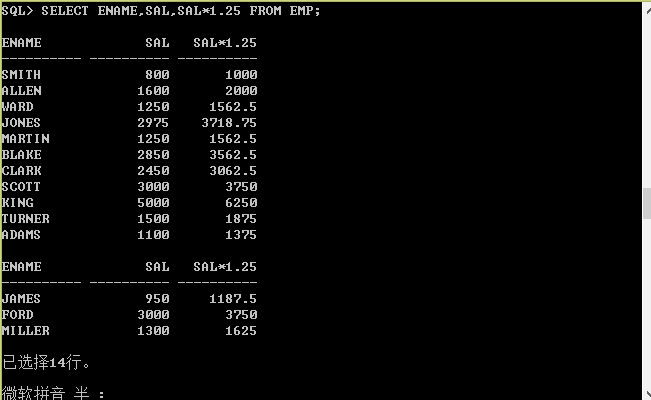 SQL> SELECT ENAME,SAL,SAL*1.25 FROM EMP;
ENAME SAL SAL*1.25
---------- ---------- ----------
SMITH 800 1000
ALLEN 1600 2000
WARD 1250 1562.5
JONES 2975 3718.75
MARTIN 1250 1562.5
BLAKE 2850 3562.5
CLARK 2450 3062.5
SCOTT 3000 3750
KING 5000 6250
TURNER 1500 1875
ADAMS 1100 1375
ENAME SAL SAL*1.25
---------- ---------- ----------
JAMES 950 1187.5
FORD 3000 3750
MILLER 1300 1625
已选择14行。
微软拼音 半 :